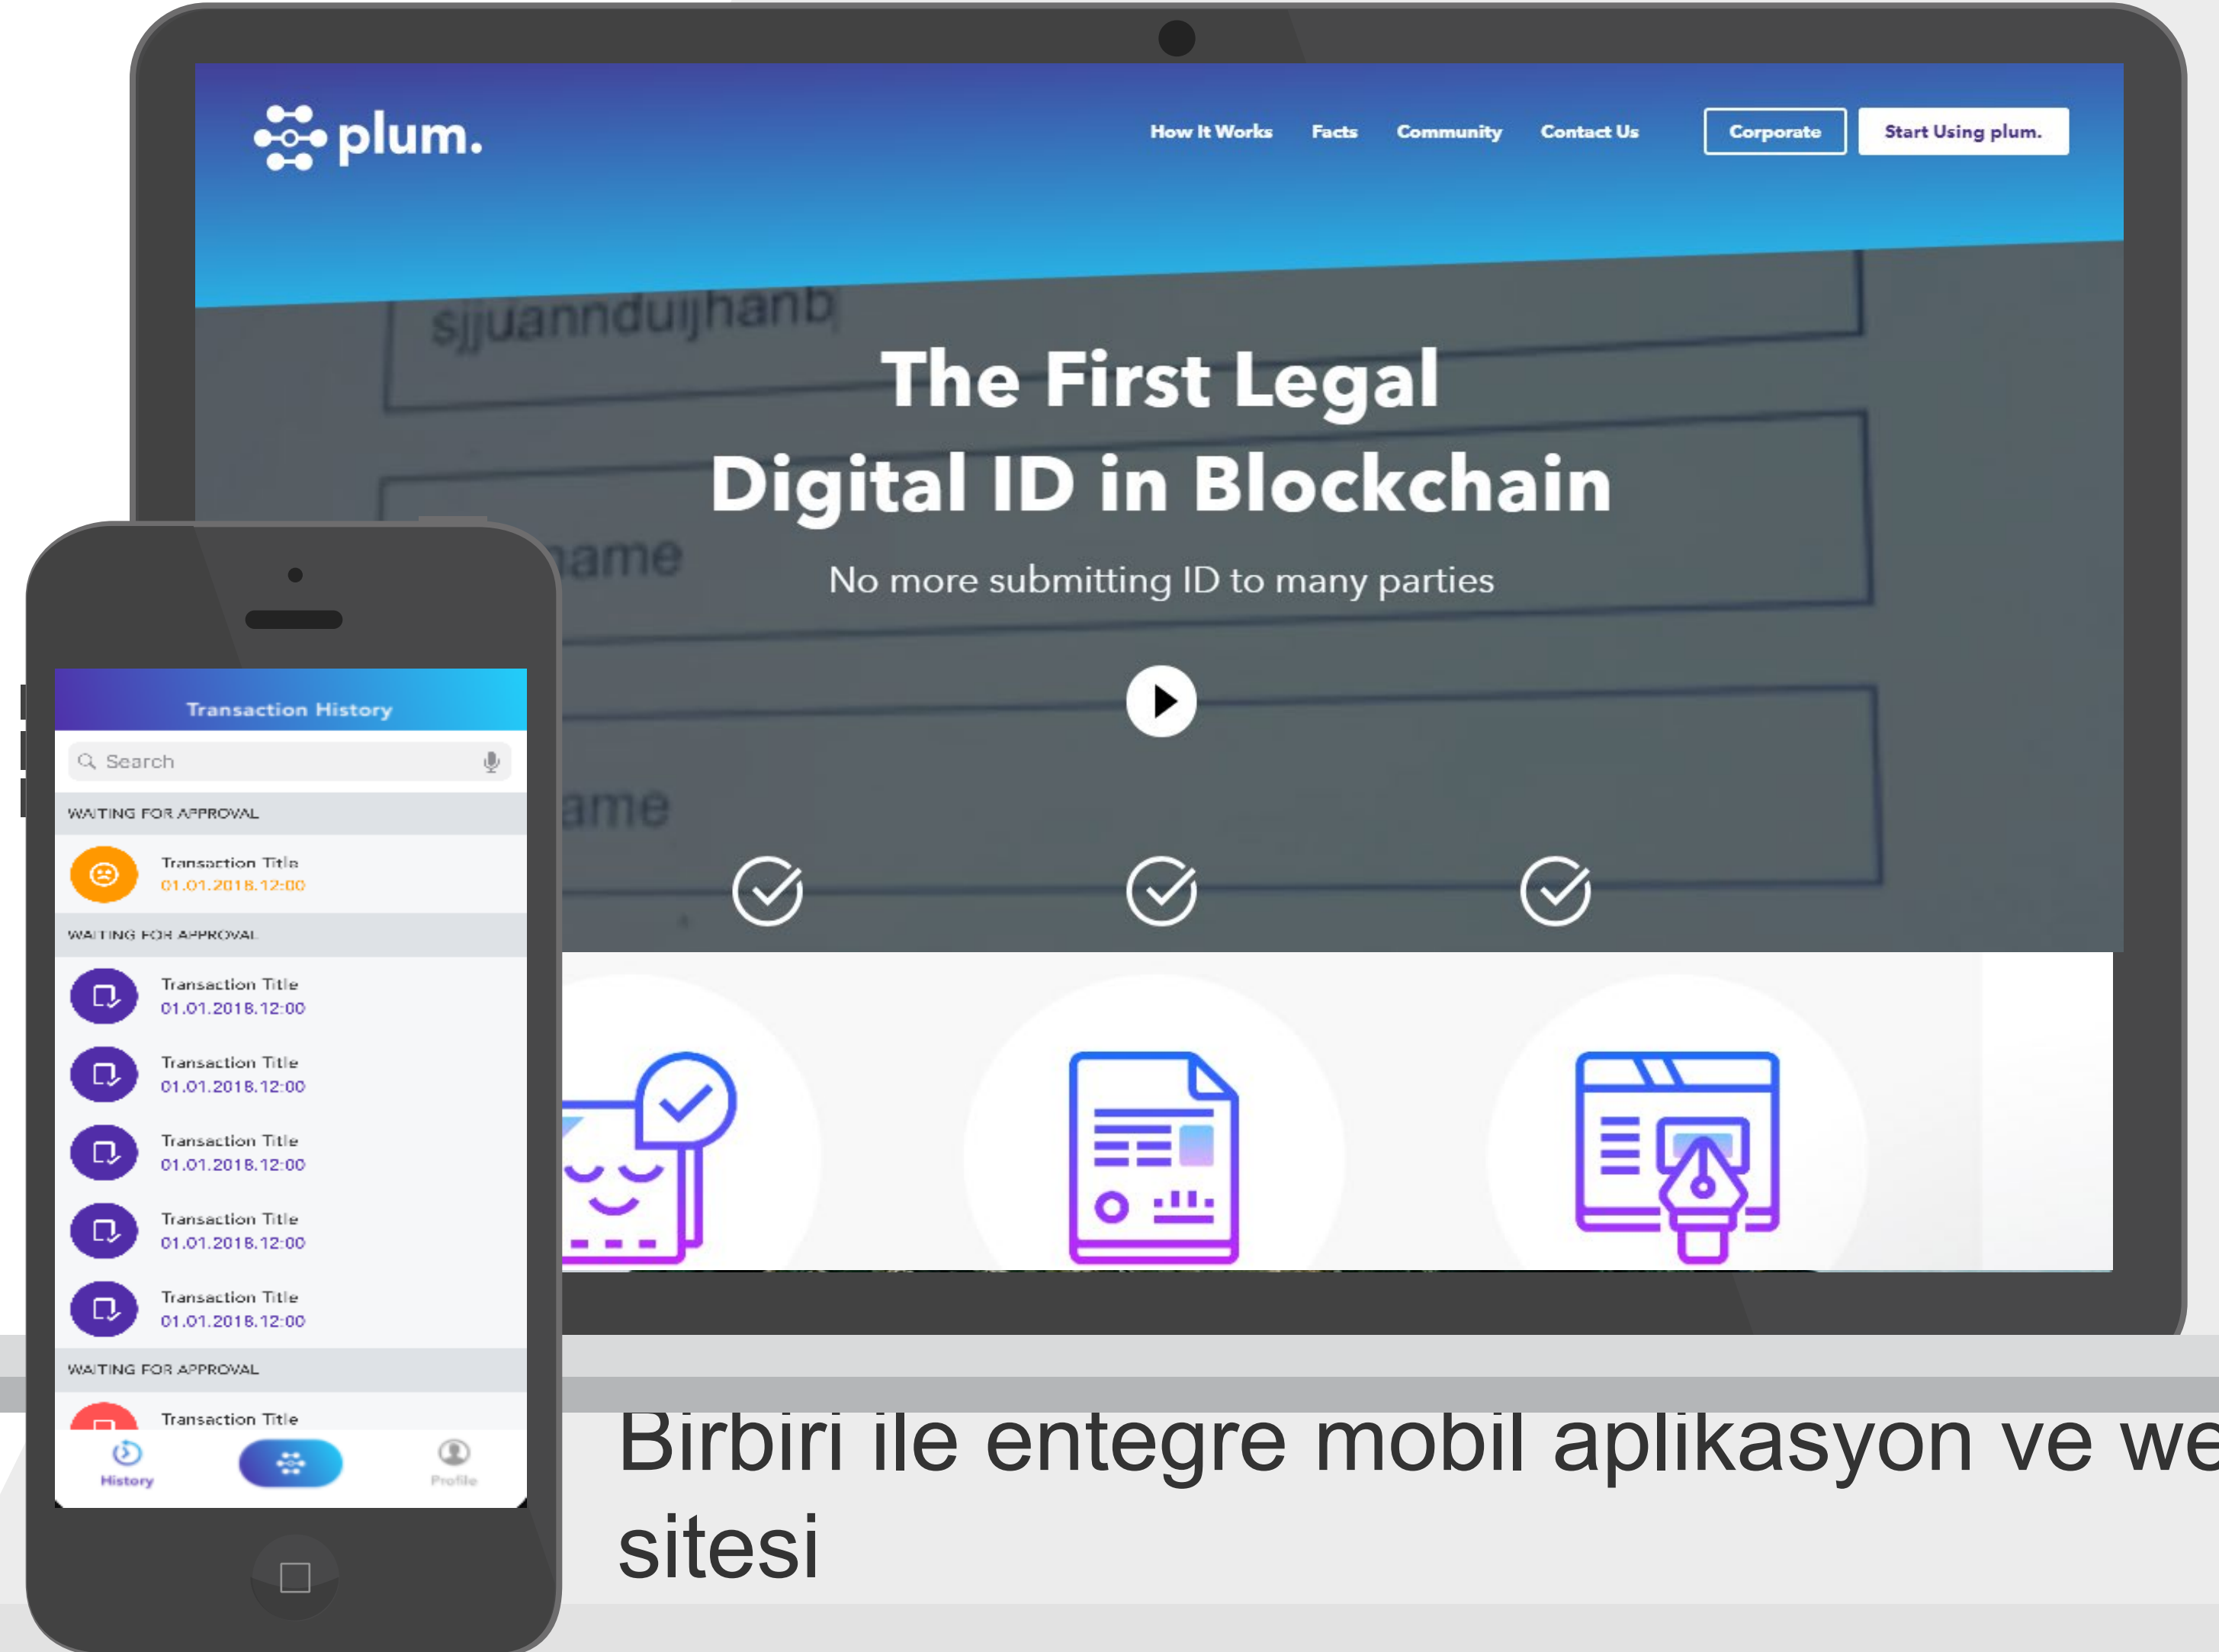 plum.
How It Works Facts Community Contact Us Corporate Start Using plum.
sjjuannduijhanb
The First Legal
Digital ID in Blockchain
name
No more submitting ID to many parties
ame
Transaction History
Search
WAITING FOR APPROVAL
Transaction Title
01.01.2018.12:00
WAITING FOR APPROVAL
Transaction Title
01.01.2018.12:00
Transaction Title
01.01.2018.12:00
Transaction Title
01.01.2018.12:00
Transaction Title
01.01.2018.12:00
Transaction Title
01.01.2018.12:00
WAITING FOR APPROVAL
Transaction Title
History Profile
Birbiri ile entegre mobil aplikasyon ve we
sitesi